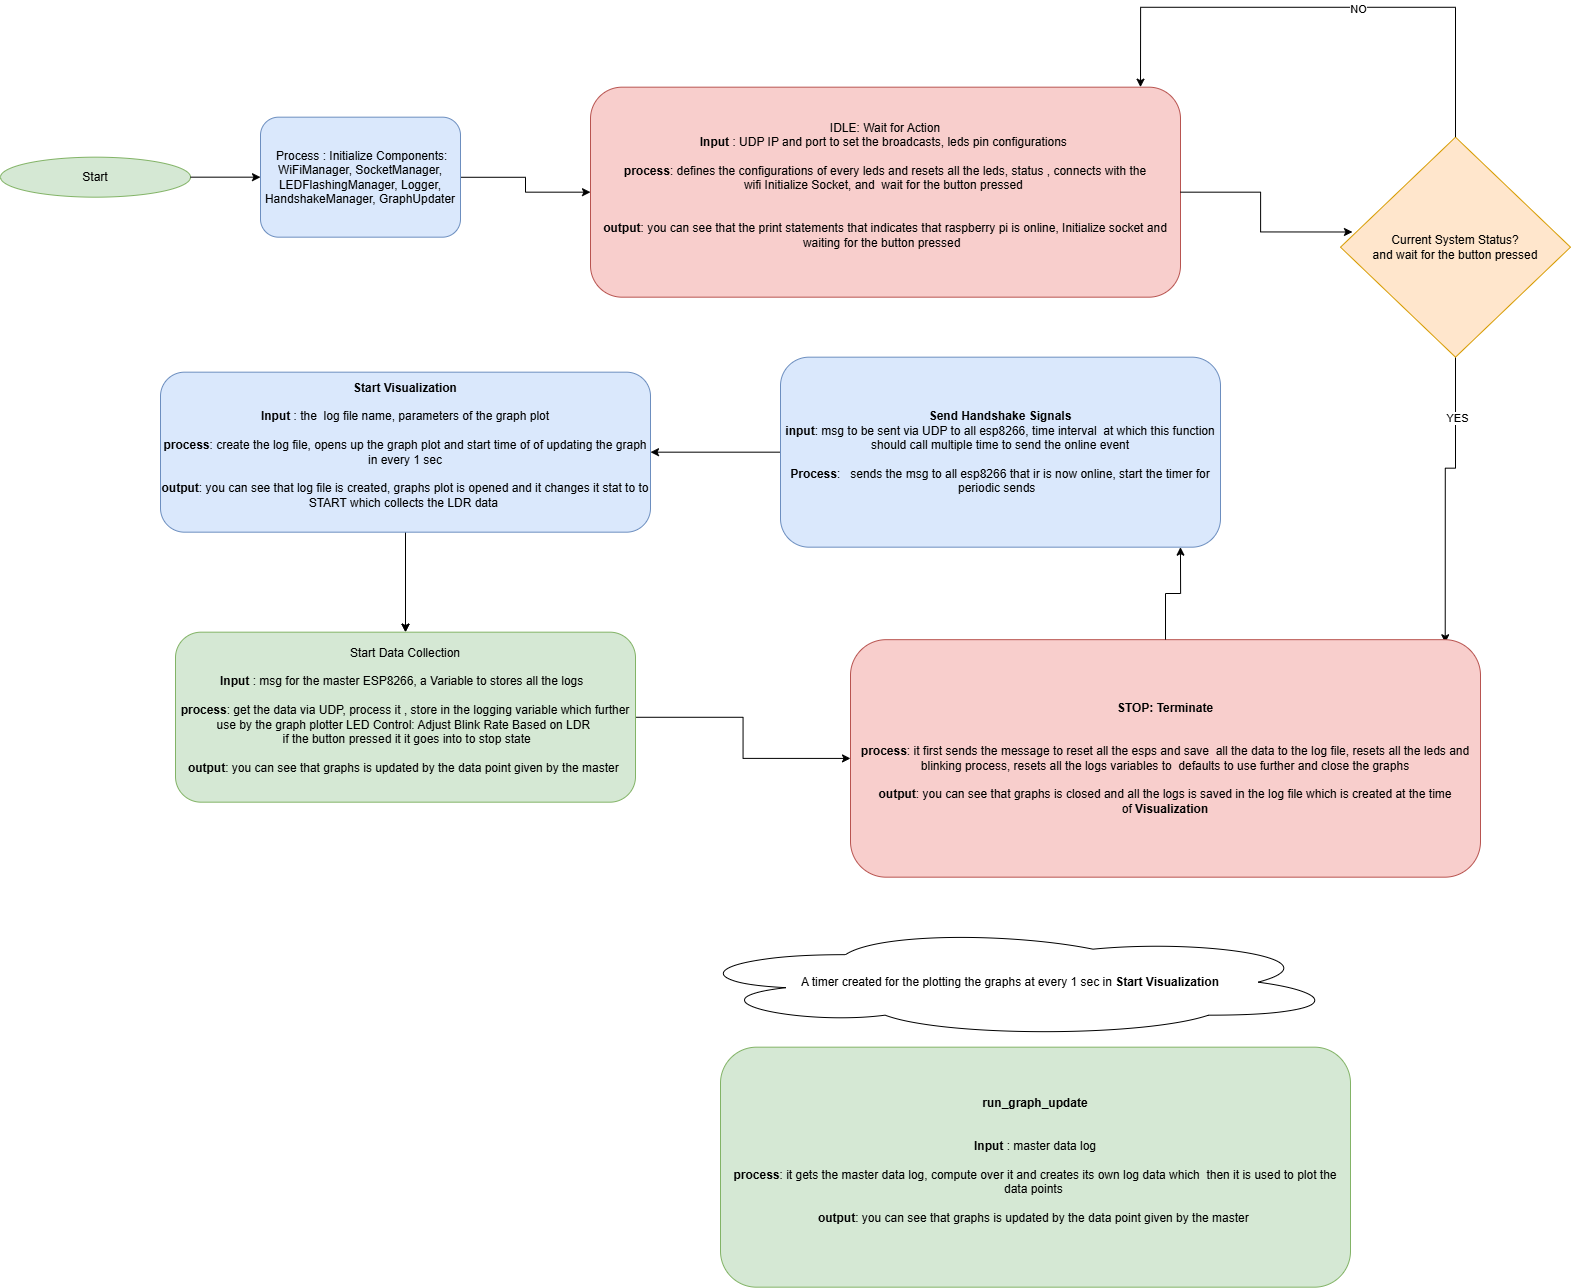 NO
Start
Process : Initialize Components:
WiFiManager, SocketManager,
LEDFlashingManager, Logger,
HandshakeManager, GraphUpdater
IDLE: Wait for Action
Input : UDP IP and port to set the broadcasts, leds pin configurations
process: defines the configurations of every leds and resets all the leds, status , connects with the
wifi Initialize Socket, and  wait for the button pressed
output: you can see that the print statements that indicates that raspberry pi is online, Initialize socket and
waiting for the button pressed
Current System Status?
and wait for the button pressed
YES
Start Visualization
Input : the  log file name, parameters of the graph plot
process: create the log file, opens up the graph plot and start time of of updating the graph
in every 1 sec
output: you can see that log file is created, graphs plot is opened and it changes it stat to to
START which collects the LDR data
Send Handshake Signals
input: msg to be sent via UDP to all esp8266, time interval  at which this function
should call multiple time to send the online event
Process:   sends the msg to all esp8266 that ir is now online, start the timer for
periodic sends
Start Data Collection
Input : msg for the master ESP8266, a Variable to stores all the logs
process: get the data via UDP, process it , store in the logging variable which further
use by the graph plotter LED Control: Adjust Blink Rate Based on LDR
if the button pressed it it goes into to stop state
output: you can see that graphs is updated by the data point given by the master
STOP: Terminate
process: it first sends the message to reset all the esps and save  all the data to the log file, resets all the leds and
blinking process, resets all the logs variables to  defaults to use further and close the graphs
output: you can see that graphs is closed and all the logs is saved in the log file which is created at the time
of Visualization
A timer created for the plotting the graphs at every 1 sec in Start Visualization
run_graph_update
Input : master data log
process: it gets the master data log, compute over it and creates its own log data which  then it is used to plot the
data points
output: you can see that graphs is updated by the data point given by the master